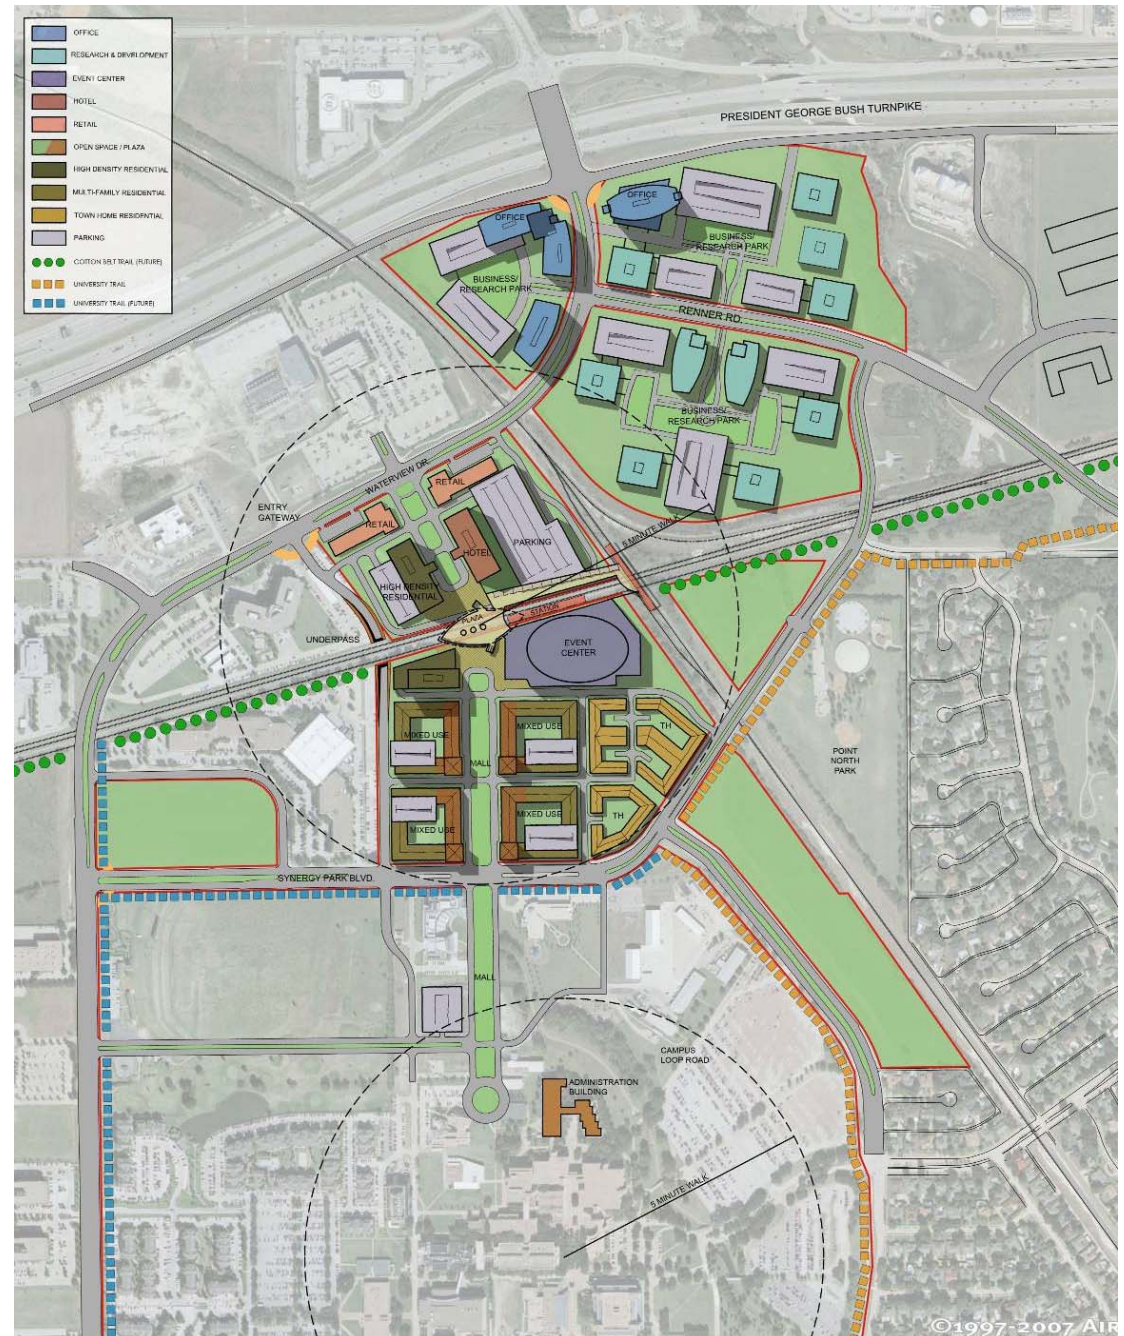 OFFICE
RESEARCH & DEVELOPMENT
EVENT CENTER
HOTEL
RETAIL
OPEN SPACE / PLAZA
HIGH DENSITY RESIDENTIAL
MULTI-FAMILY RESIDENTIAL
TOWN HOME RESIDENTIAL
PARKING
COTTON BELT TRAIL (FUTURE)
UNIVERSITY TRAIL
UNIVERSITY TRAIL (FUTURE)
PRESIDENT GEORGE BUSH TURNPIKE
OFFICE
OFFICE
BUSINESS/
RESEARCH PARK
BUSINESS/
RESEARCH PARK
RENNER RD.
BUSINESS/
RESEARCH PARK
WATERVIEW DR.
RETAIL
ENTRY
GATEWAY
RETAIL
PARKING
HOTEL
5 MINUTE WALK
HIGH DENSITY
RESIDENTIAL
PLAZA
STATION
UNDERPASS
EVENT
CENTER
MIXED USE
MIXED USE
TH
MALL
POINT
NORTH
PARK
MIXED USE
MIXED USE
TH
SYNERGY PARK BLVD.
MALL
CAMPUS
LOOP ROAD
ADMINISTRATION
BUILDING
5 MINUTE WALK
©1997-2007 AIR